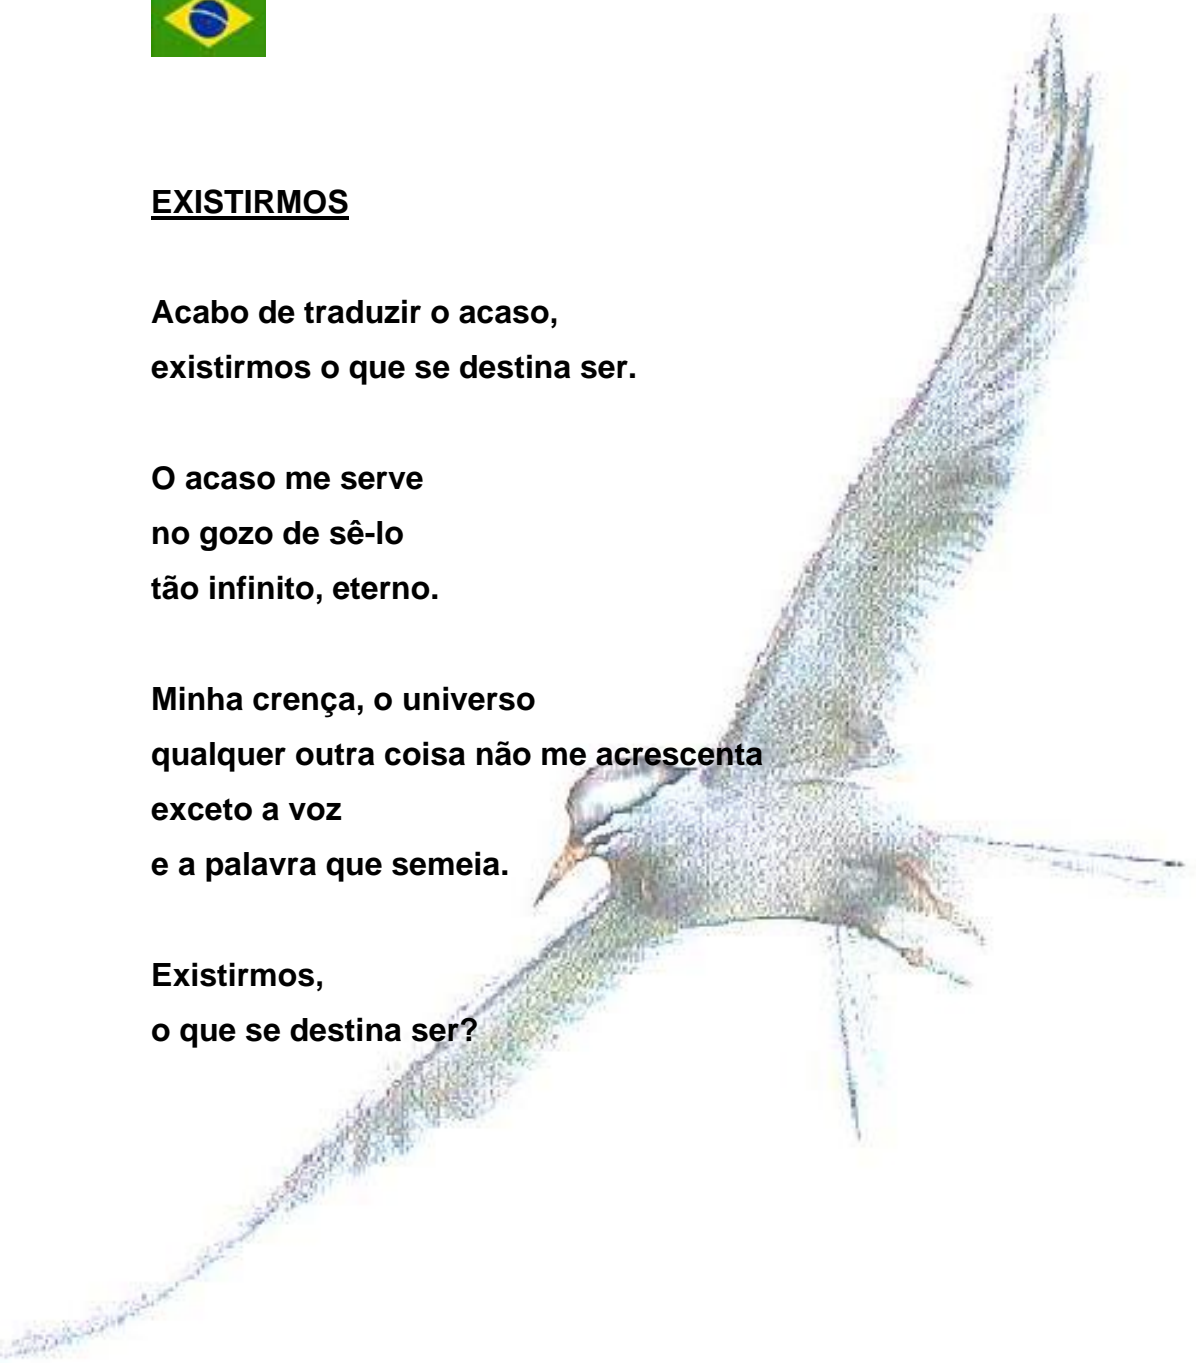 EXISTIRMOS
Acabo de traduzir o acaso,
existirmos o que se destina ser.
O acaso me serve
no gozo de sê-lo
tão infinito, eterno.
Minha crença, o universo
qualquer outra coisa não me acrescenta
exceto a voz
e a palavra que semeia.
Existirmos,
o que se destina ser?